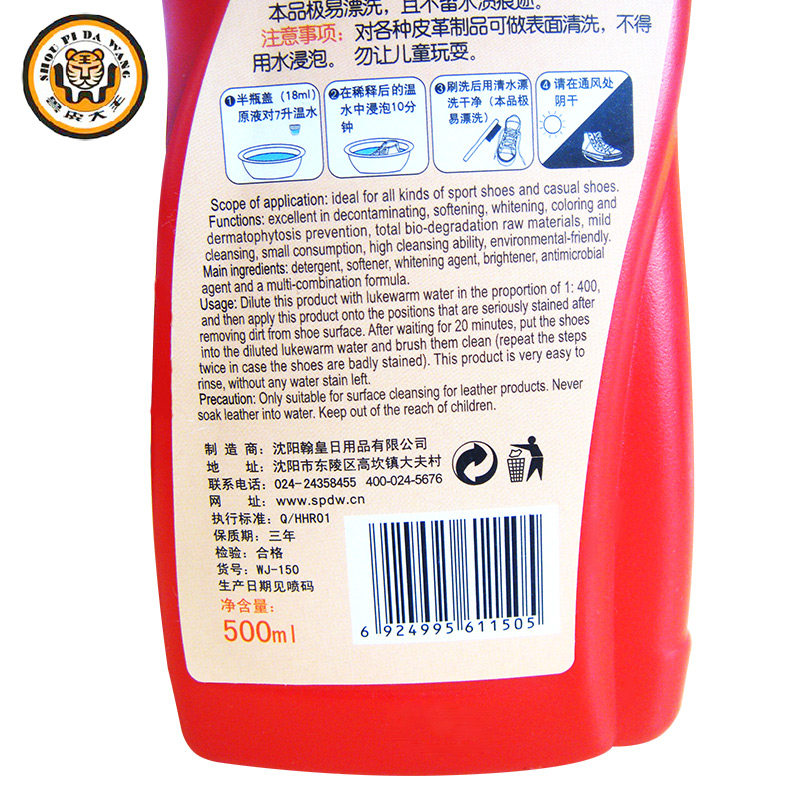 SHOU PI DA WANG
兽皮大王
本品极易漂洗，且不留水渍痕迹。
注意事项：对各种皮革制品可做表面清洗，不得
用水浸泡。勿让儿童玩耍。
1 半瓶盖（18ml）
原液对7升温水
2 在稀释后的温
水中浸泡10分
钟
3 刷洗后用清水漂
洗干净（本品极
易漂洗）
4 请在通风处
阴干
Scope of application: ideal for all kinds of sport shoes and casual shoes.
Functions: excellent in decontaminating, softening, whitening, coloring and
dermatophytosis prevention, total bio-degradation raw materials, mild
cleansing, small consumption, high cleansing ability, environmental-friendly.
Main ingredients: detergent, softener, whitening agent, brightener, antimicrobial
agent and a multi-combination formula.
Usage: Dilute this product with lukewarm water in the proportion of 1: 400,
and then apply this product onto the positions that are seriously stained after
removing dirt from shoe surface. After waiting for 20 minutes, put the shoes
into the diluted lukewarm water and brush them clean (repeat the steps
twice in case the shoes are badly stained). This product is very easy to
rinse, without any water stain left.
Precaution: Only suitable for surface cleansing for leather products. Never
soak leather into water. Keep out of the reach of children.
制造商：沈阳翰皇日用品有限公司
地址：沈阳市东陵区高坎镇大夫村
联系电话：024-24358455 400-024-5676
网址：www.spdw.cn
执行标准：Q/HHR01
保质期：三年
检验：合格
货号：WJ-150
生产日期见喷码
净含量：
500ml
6 924995 611505